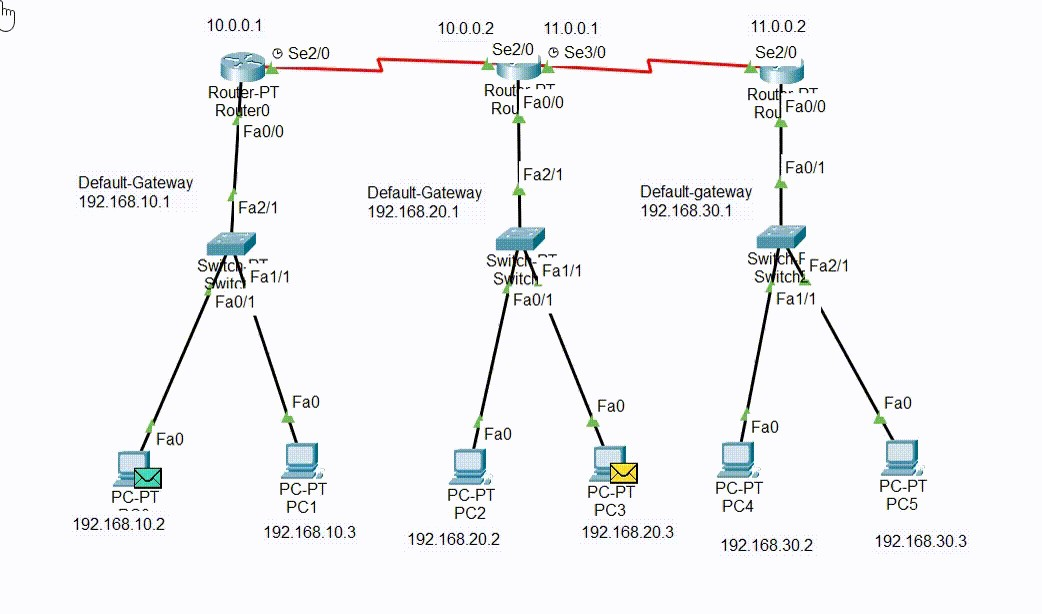 10.0.0.1
10.0.0.2
11.0.0.1
11.0.0.2
Se2/0
Se2/0
Se3/0
Se2/0
Router-PT
Router0
Fa0/0
Fa0/0
Fa0/0
Default-Gateway
192.168.10.1
Fa2/1
Default-Gateway
192.168.20.1
Fa2/1
Default-gateway
192.168.30.1
Fa0/1
Fa1/1
Fa0/1
Fa1/1
Fa0/1
Fa2/1
Fa1/1
Fa0
Fa0
Fa0
Fa0
Fa0
Fa0
PC-PT
192.168.10.2
PC-PT
PC1
192.168.10.3
PC-PT
PC2
192.168.20.2
PC-PT
PC3
192.168.20.3
PC-PT
PC4
192.168.30.2
PC-PT
PC5
192.168.30.3